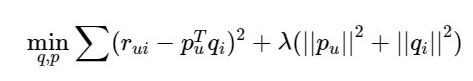 min_{q,p} ∑(r_{ui} − p_u^T q_i)^2 + λ(||p_u||^2 + ||q_i||^2)